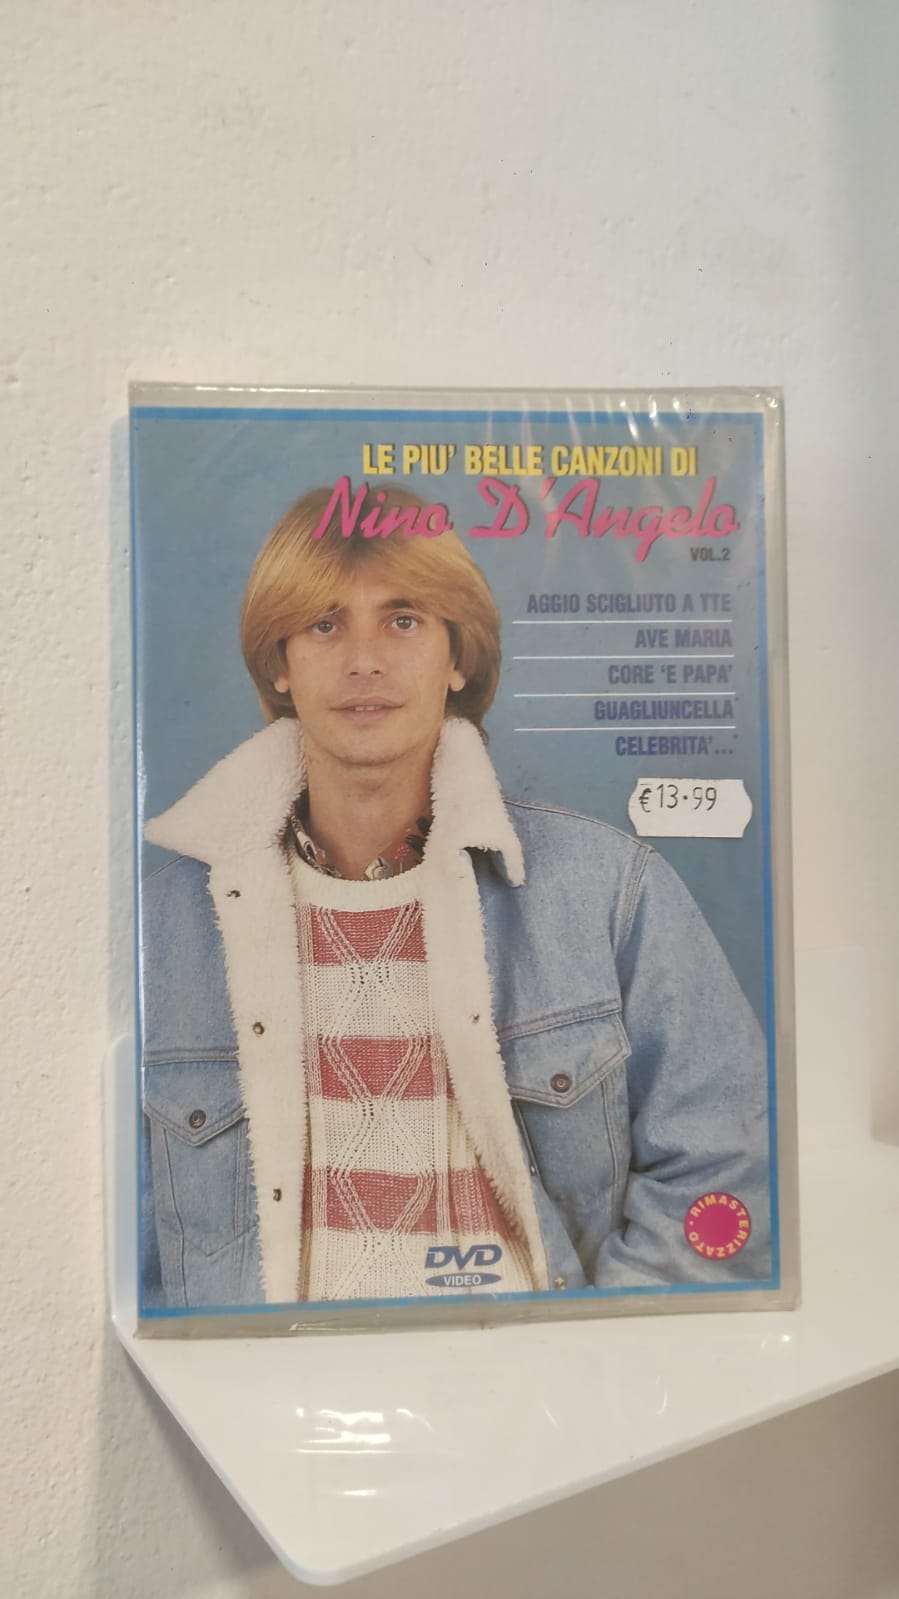 LE PIU' BELLE CANZONI DI
Nino D'Angelo
VOL.2
AGGIO SCIGLIUTO A TTE
AVE MARIA
CORE 'E PAPA'
GUAGLIUNCELLA
CELEBRITA'...
€13.99
RIMASTERIZZATO
DVD
VIDEO